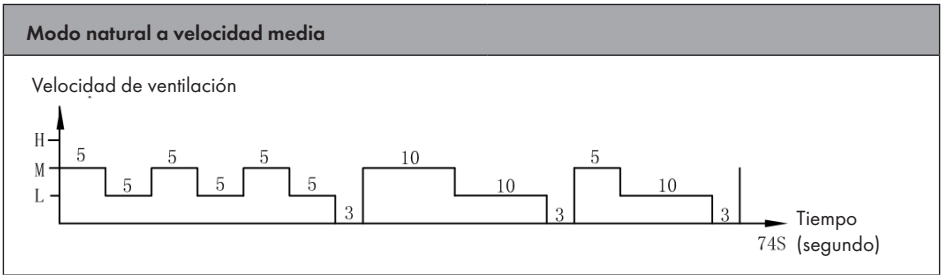 Modo natural a velocidad media
Velocidad de ventilación
H
5 5 5 10 5
M
5 5 5 10 10
L
3 3 3
Tiempo
74S (segundo)